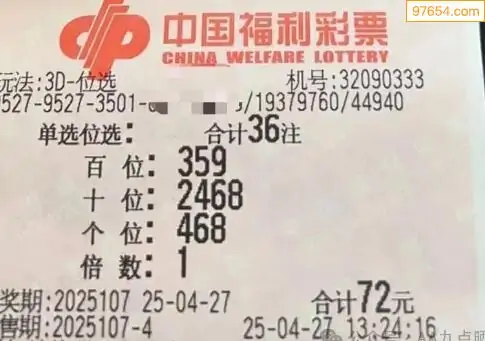 97654.com
中国福利彩票
CHINA WELFARE LOTTERY
玩法:3D-位选 机号:32090333
9527-9527-3501- /19379760/44940
单选位选: 合计36注
百 位: 359
十 位: 2468
个 位: 468
倍 数: 1
奖期:2025107 25-04-27 合计72元
售期:2025107-4 25-04-27 13:24:16